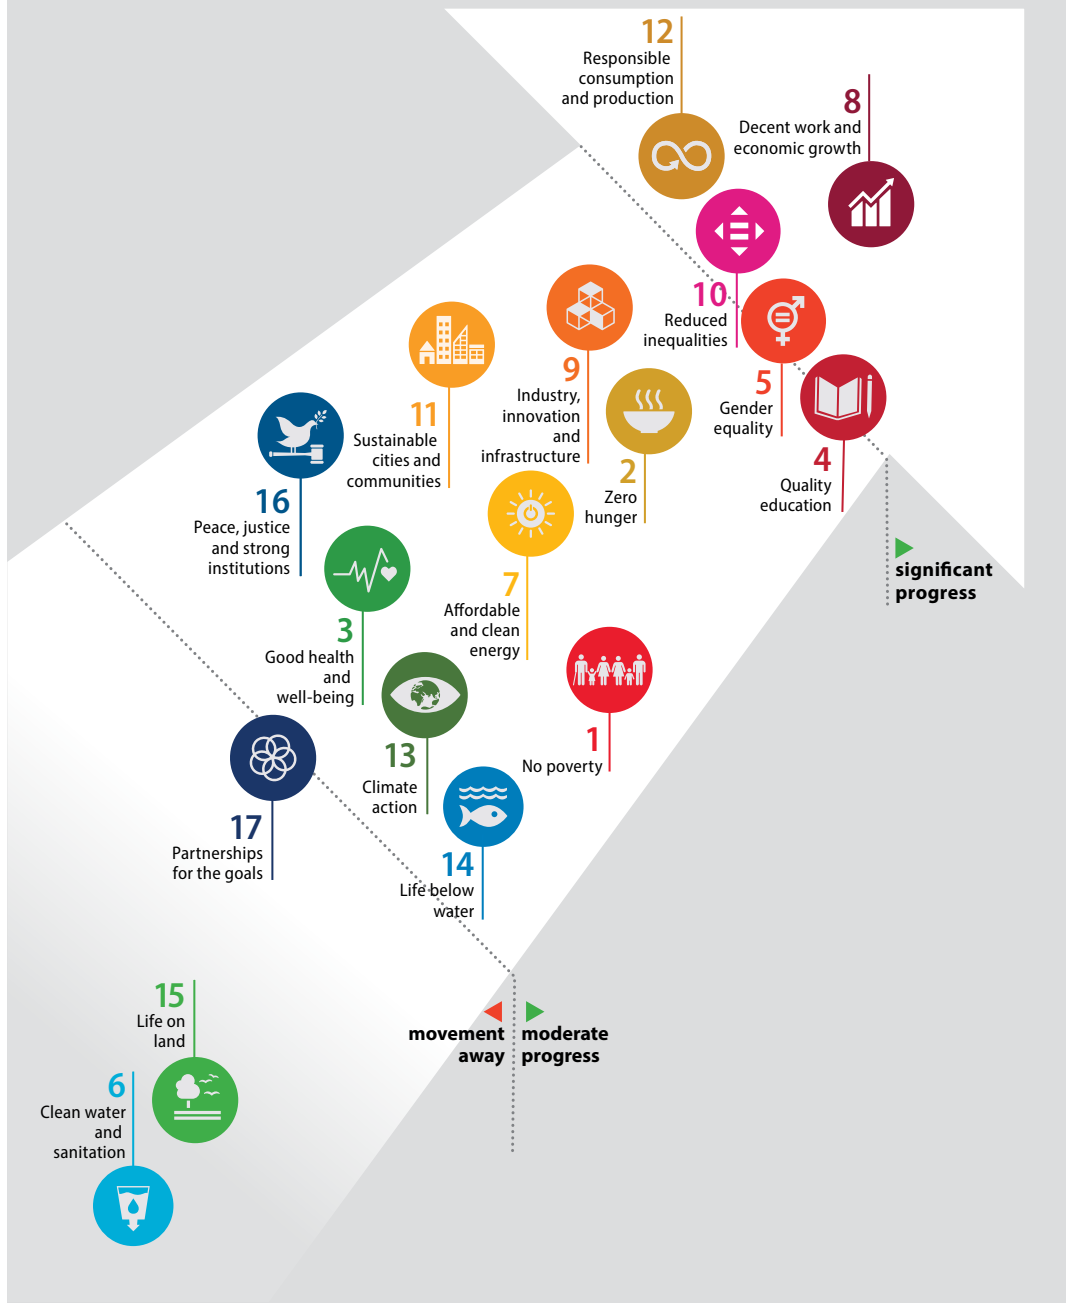 12
Responsible
consumption
and production
8
Decent work and
economic growth
10
Reduced
inequalities
5
Gender
equality
4
Quality
education
9
Industry,
innovation
and
infrastructure
11
Sustainable
cities and
communities
2
Zero
hunger
16
Peace, justice
and strong
institutions
significant
progress
7
Affordable
and clean
energy
3
Good health
and
well-being
1
No poverty
13
Climate
action
17
Partnerships
for the goals
14
Life below
water
15
Life on
land
movement
away
moderate
progress
6
Clean water
and
sanitation